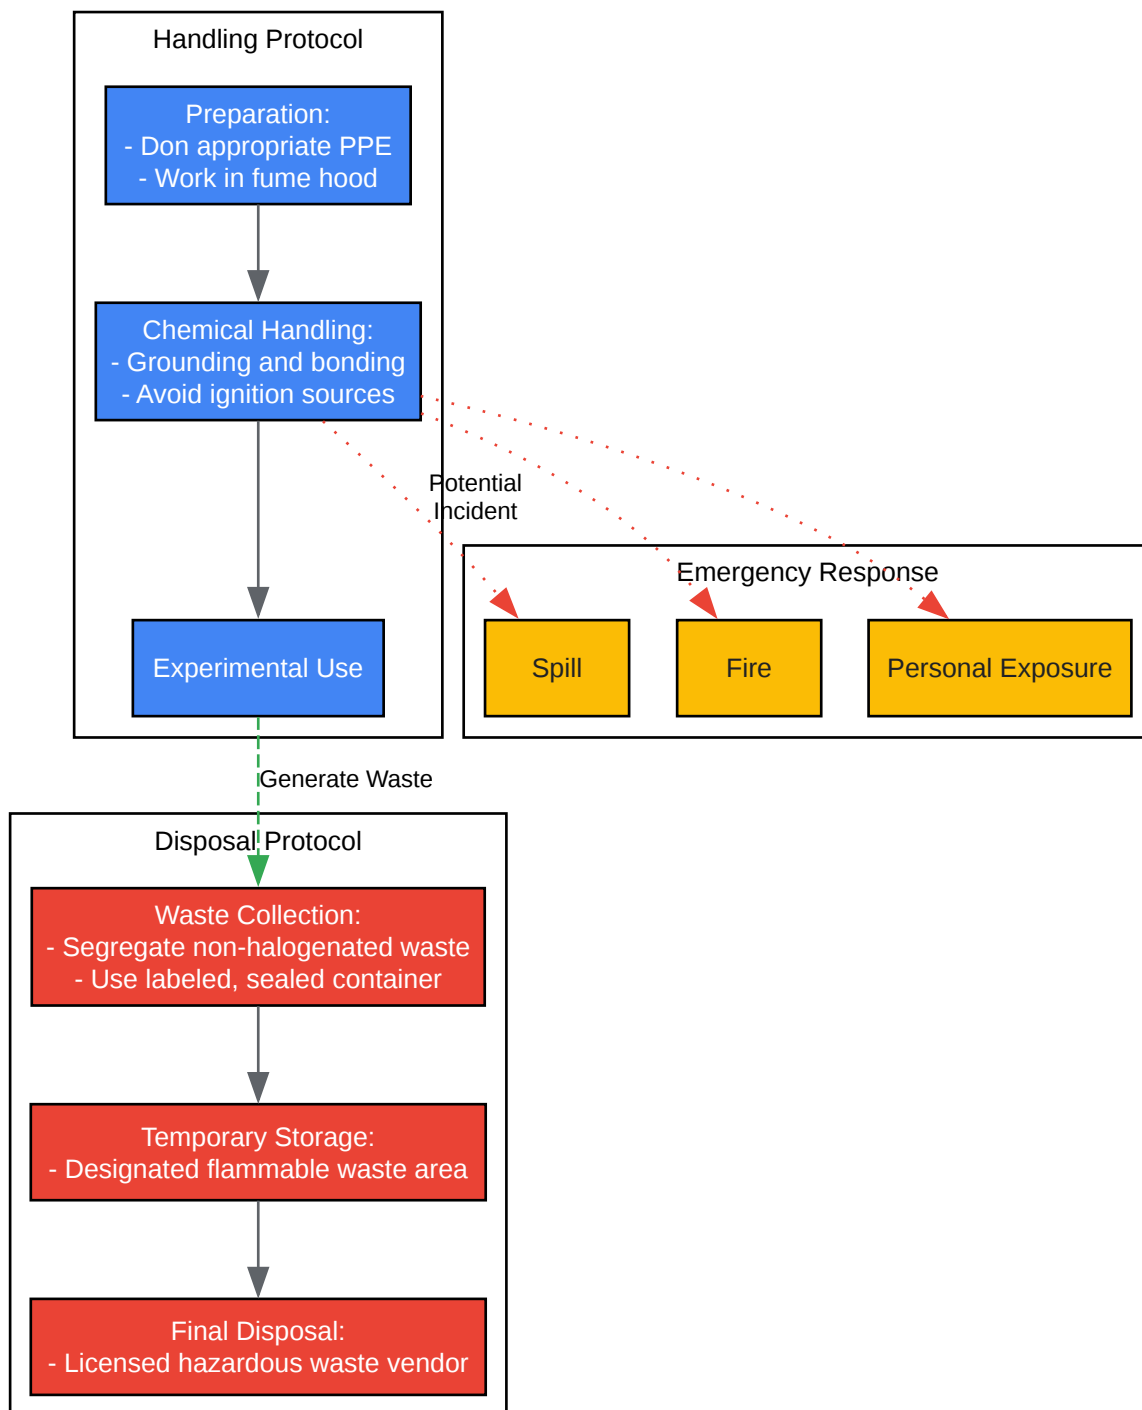 Handling Protocol
Preparation:
- Don appropriate PPE
- Work in fume hood
Chemical Handling:
- Grounding and bonding
- Avoid ignition sources
Potential
Incident
Emergency Response
Experimental Use
Spill
Fire
Personal Exposure
Generate Waste
Disposal Protocol
Waste Collection:
- Segregate non-halogenated waste
- Use labeled, sealed container
Temporary Storage:
- Designated flammable waste area
Final Disposal:
- Licensed hazardous waste vendor